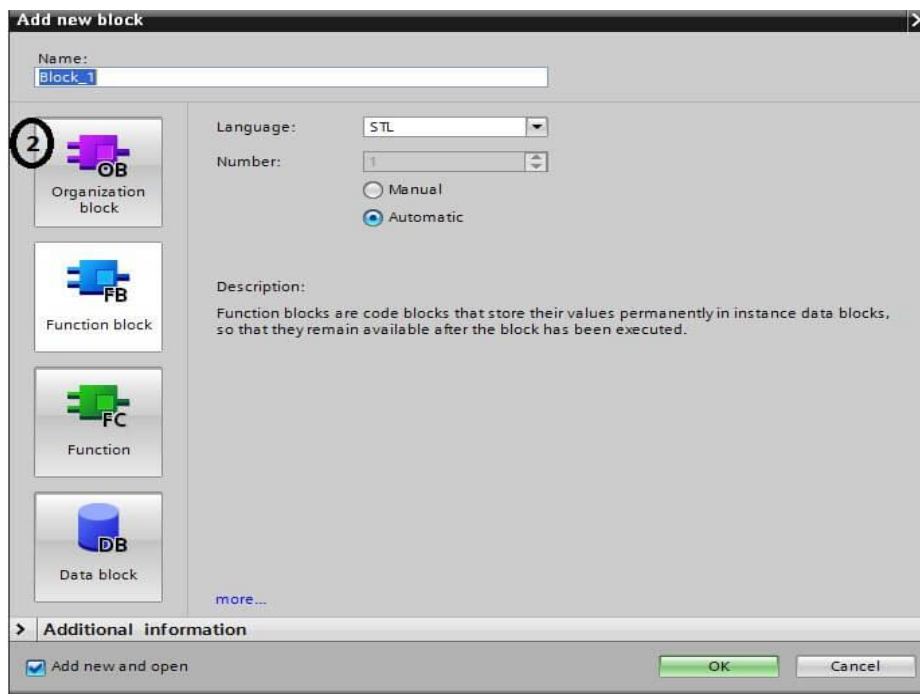 Add new block
Name:
Block_1
2
OB
Organization
block
FB
Function block
FC
Function
DB
Data block
Language:
STL
Number:
1
Manual
Automatic
Description:
Function blocks are code blocks that store their values permanently in instance data blocks,
so that they remain available after the block has been executed.
more...
> Additional information
Add new and open
OK
Cancel